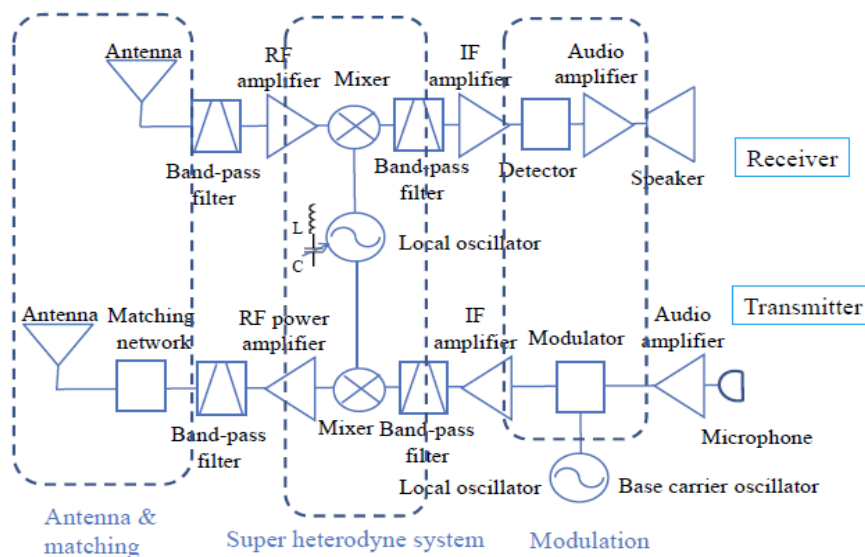 Antenna
RF
amplifier
Mixer
IF
amplifier
Audio
amplifier
Band-pass
filter
Band-pass
filter
Detector
Speaker
Receiver
L
C
Local oscillator
Antenna
Matching
network
RF power
amplifier
IF
amplifier
Modulator
Audio
amplifier
Transmitter
Band-pass
filter
Mixer
Band-pass
filter
Microphone
Local oscillator
Base carrier oscillator
Antenna &
matching
Super heterodyne system
Modulation